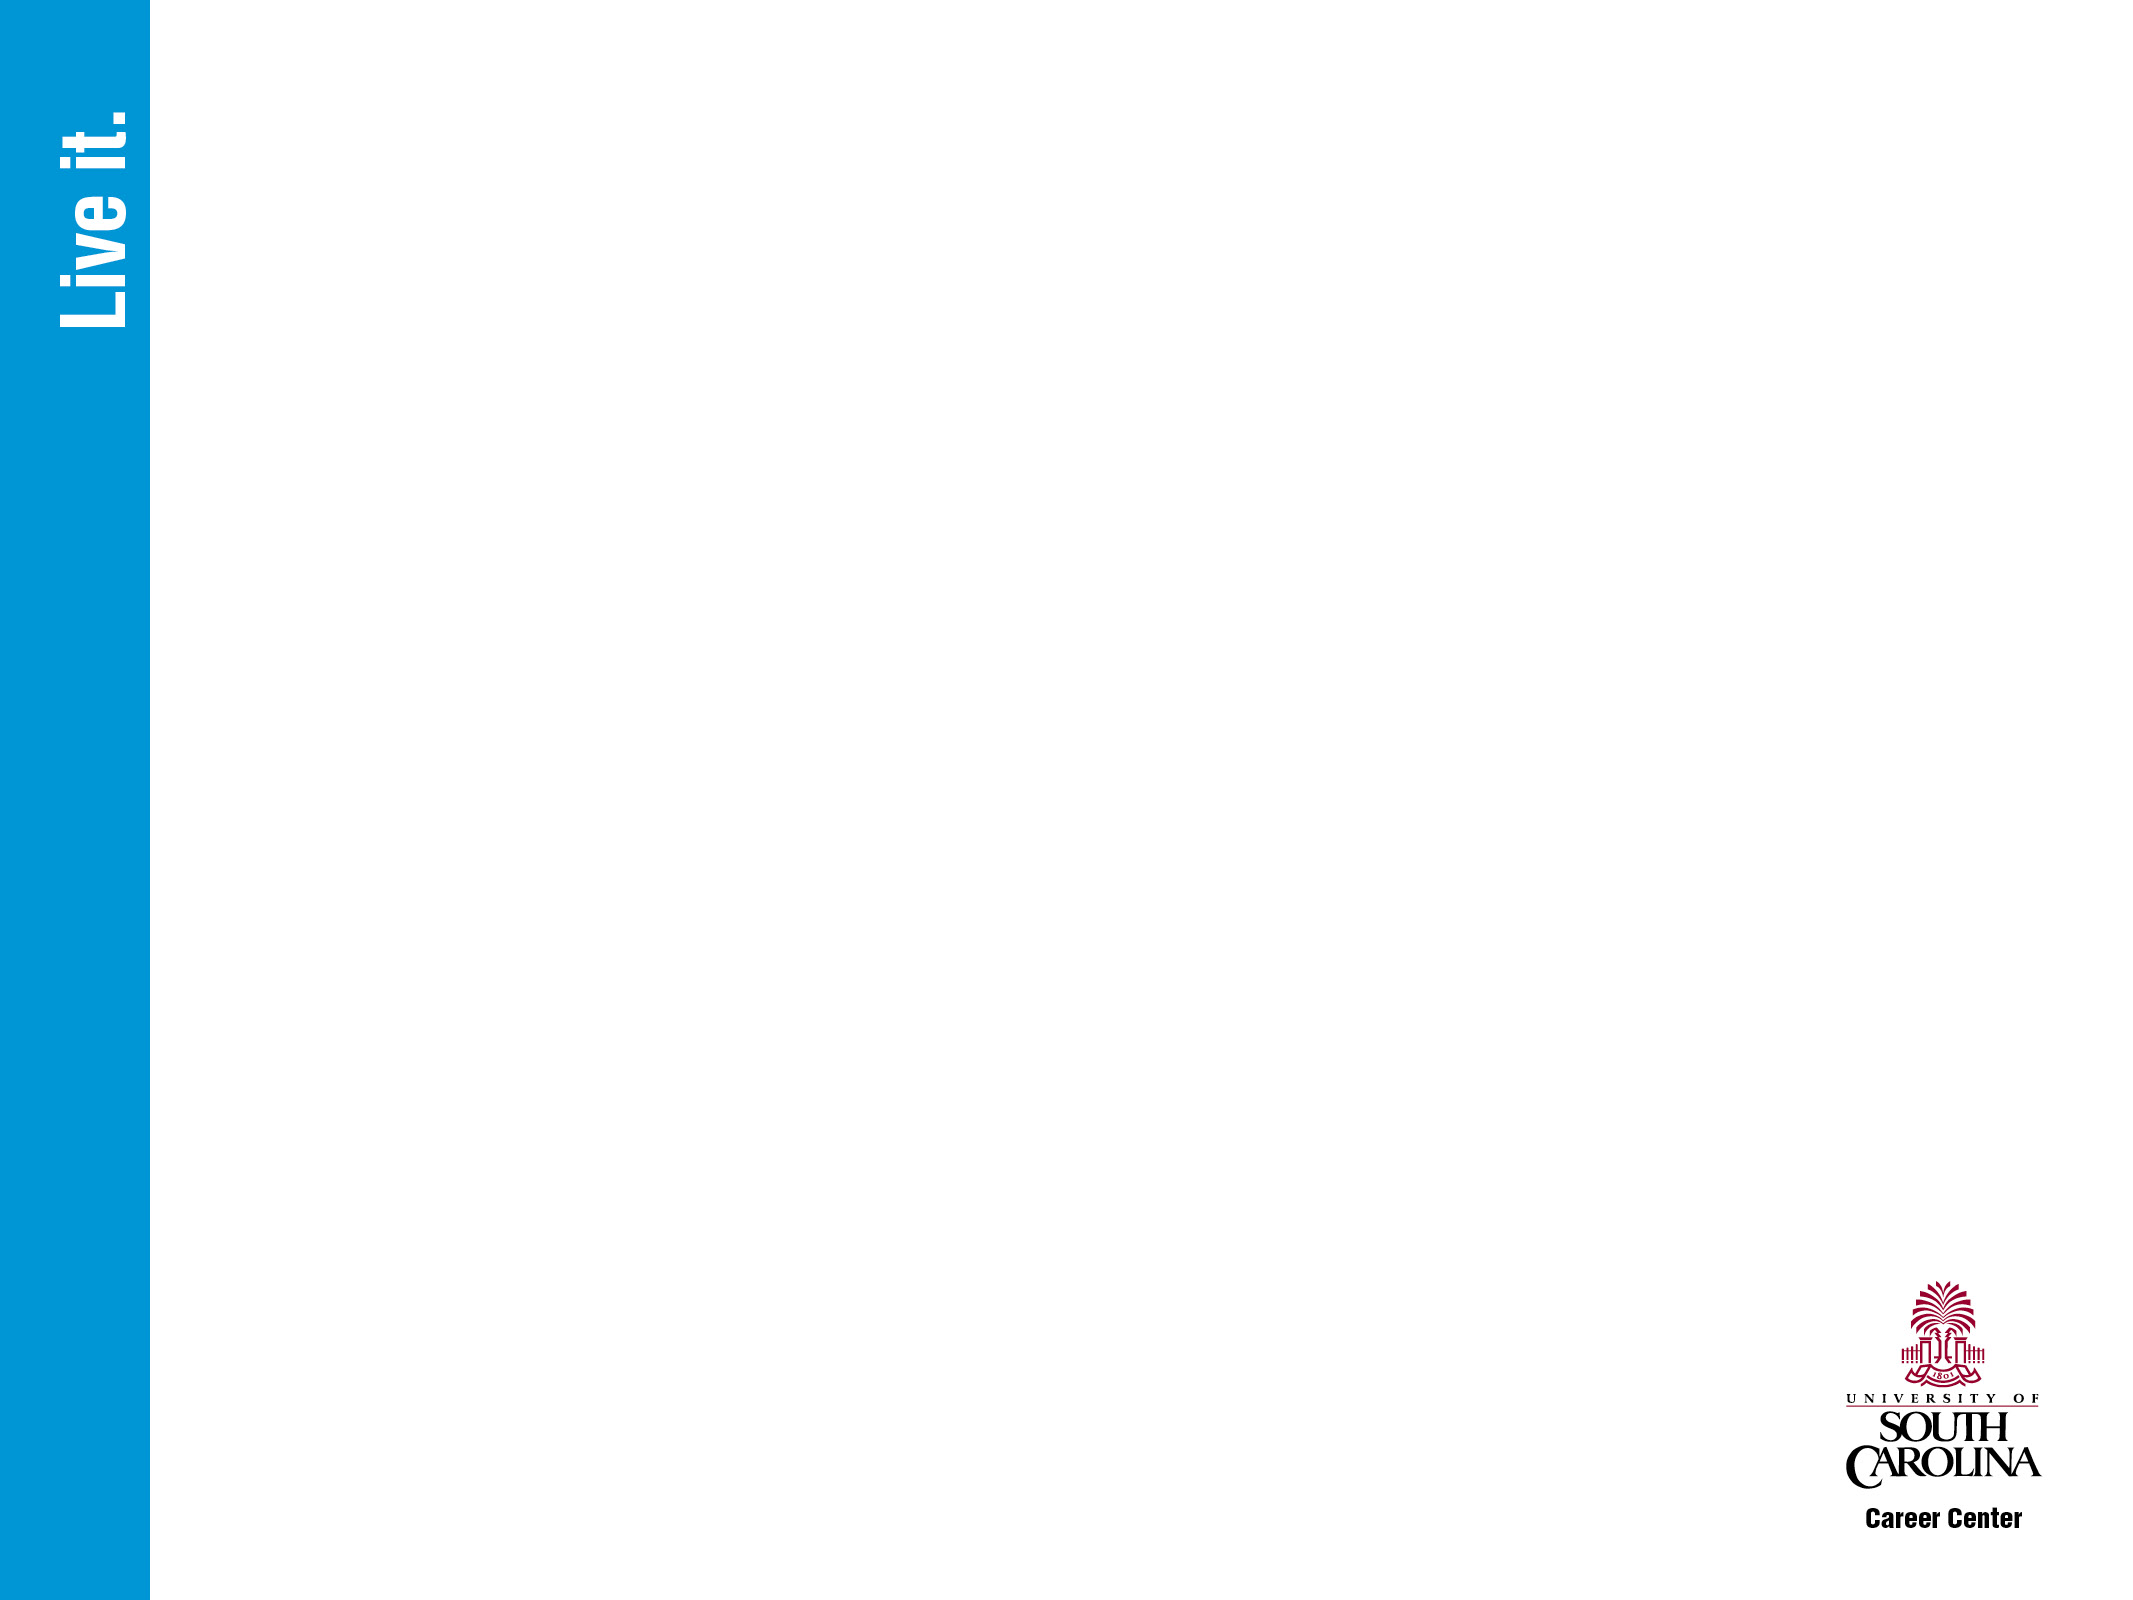 Live it.
1801
UNIVERSITY OF
SOUTH
CAROLINA
Career Center